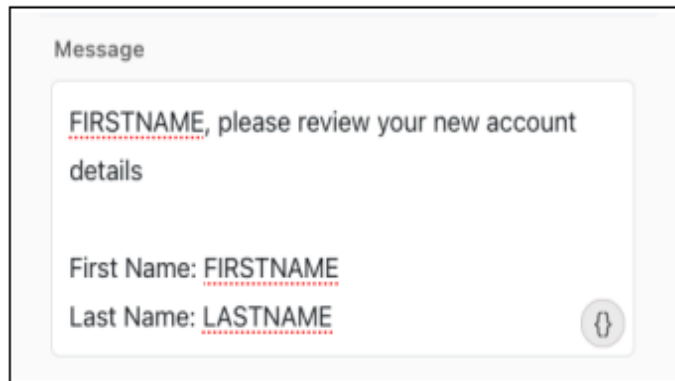 Message
FIRSTNAME, please review your new account
details
First Name: FIRSTNAME
Last Name: LASTNAME
{}